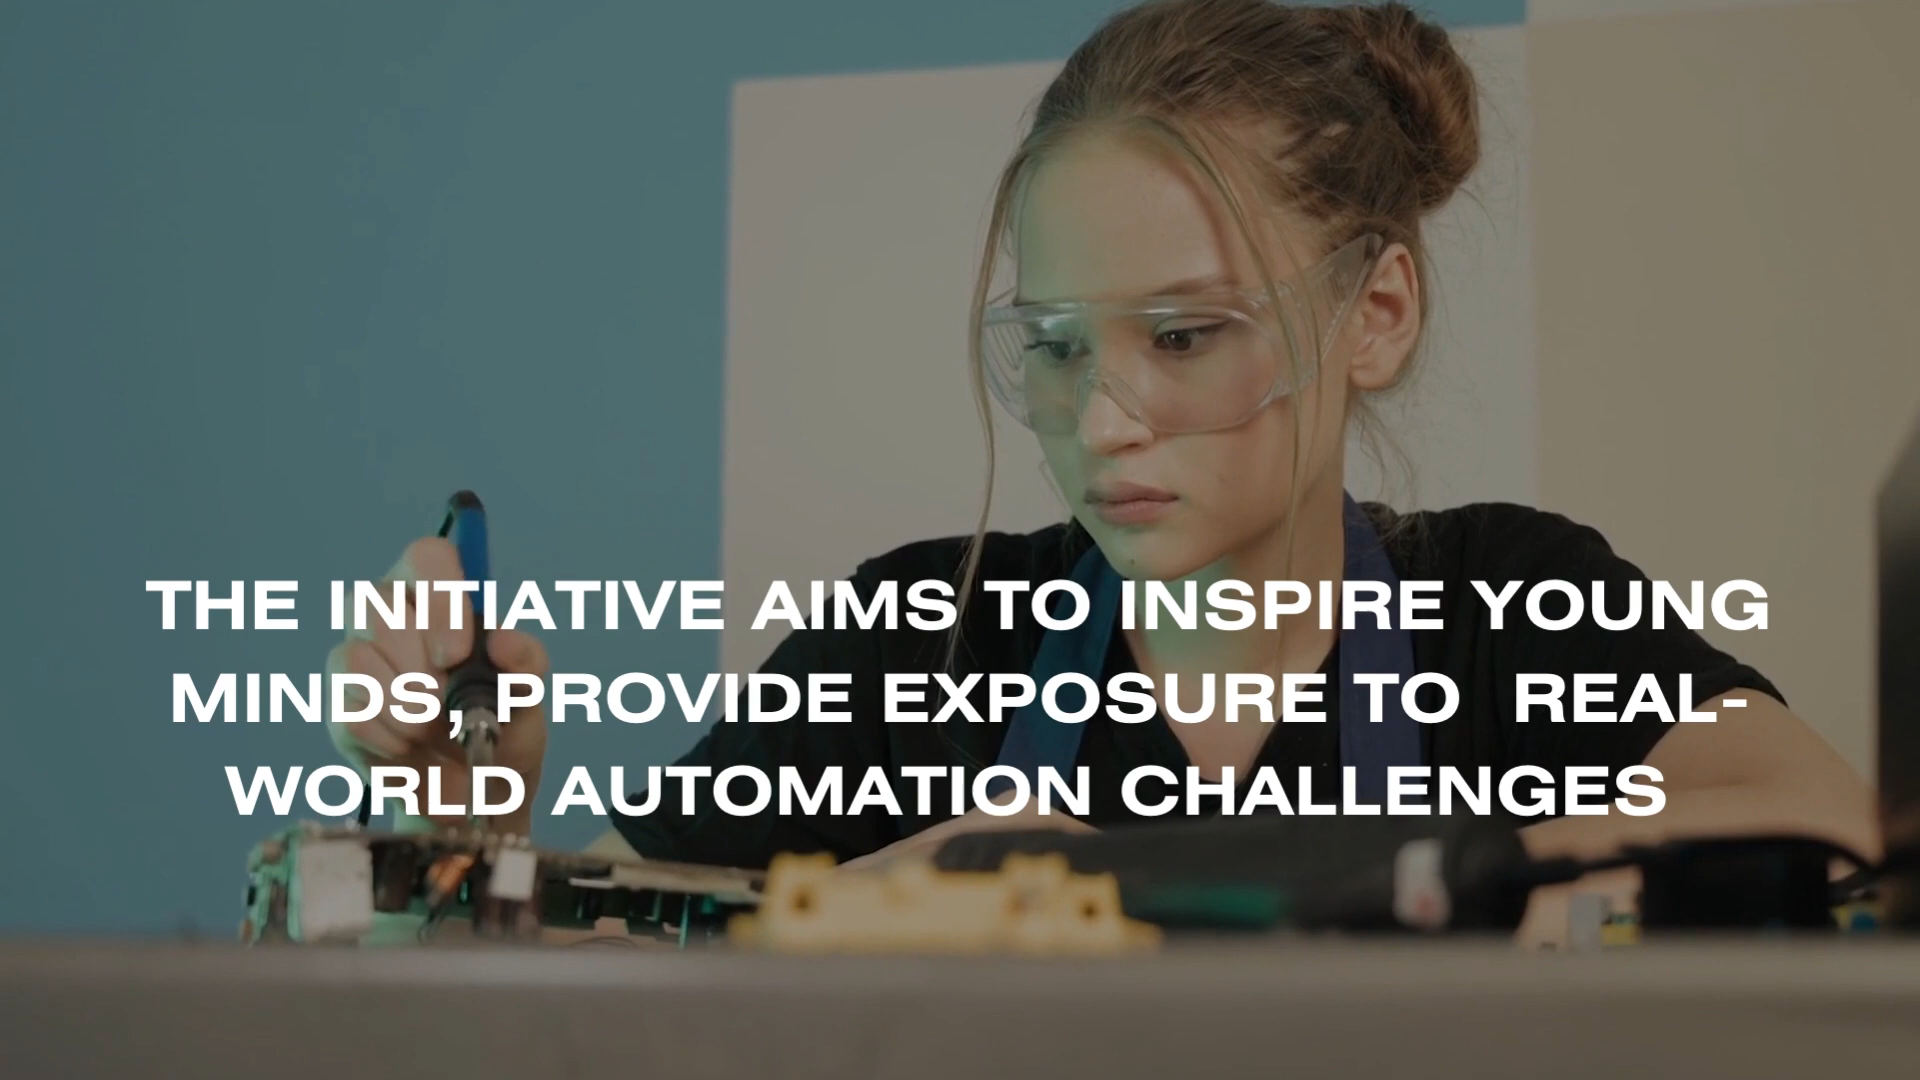 THE INITIATIVE AIMS TO INSPIRE YOUNG
MINDS, PROVIDE EXPOSURE TO  REAL-
WORLD AUTOMATION CHALLENGES